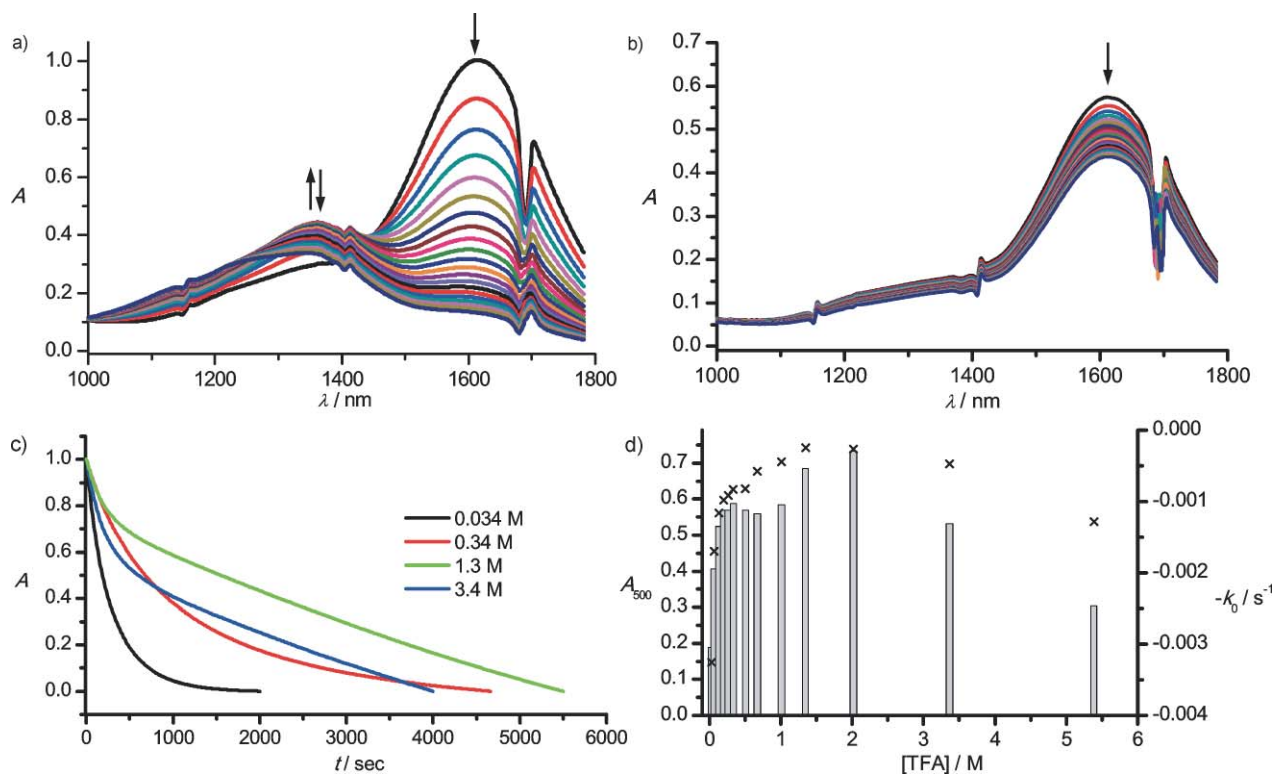 a)
1.0
0.8
0.6
A
0.4
0.2
0.0
1000 1200 1400 1600 1800
λ / nm
b)
0.7
0.6
0.5
0.4
A
0.3
0.2
0.1
0.0
1000 1200 1400 1600 1800
λ / nm
c)
1.0
0.8
0.6
A
0.4
0.2
0.0
0.034 M
0.34 M
1.3 M
3.4 M
0 1000 2000 3000 4000 5000 6000
t / sec
d)
0.7
0.6
0.5
0.4
A500
0.3
0.2
0.1
0.0
0 1 2 3 4 5 6
[TFA] / M
0.000
-0.001
-0.002
-k₀ / s⁻¹
-0.003
-0.004